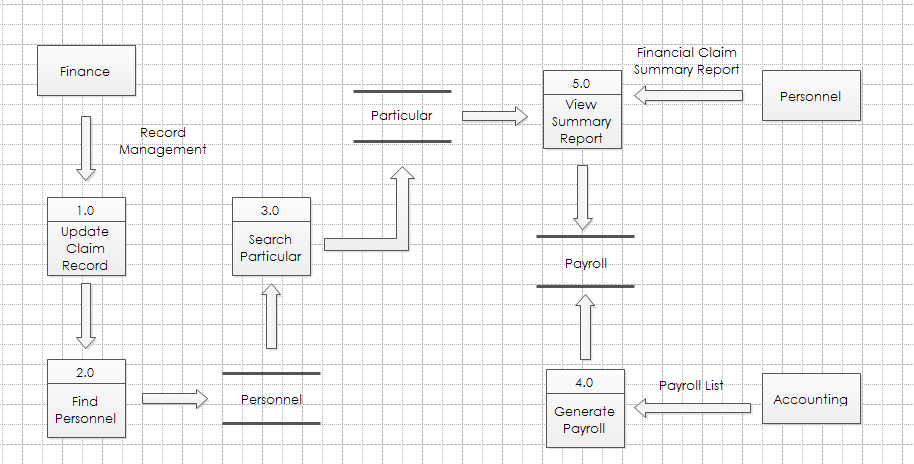 Finance
Record
Management
1.0
Update
Claim
Record
2.0
Find
Personnel
Personnel
3.0
Search
Particular
Particular
5.0
View
Summary
Report
Financial Claim
Summary Report
Personnel
Payroll
4.0
Generate
Payroll
Payroll List
Accounting